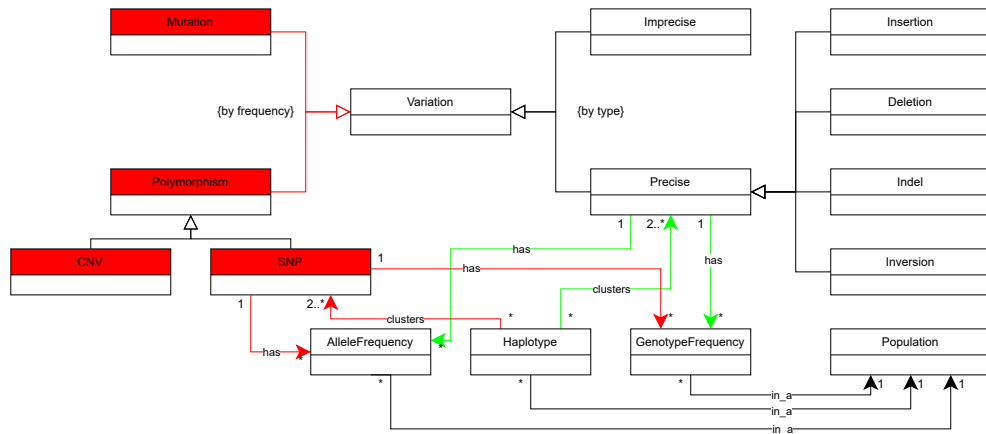 Mutation
Imprecise
Insertion
{by frequency}
Variation
{by type}
Deletion
Polymorphism
Precise
Indel
1
2..*
1
has
has
CNV
SNP
1
has
Inversion
1
2..*
clusters
clusters
*
*
*
*
has
*
*
AlleleFrequency
Haplotype
GenotypeFrequency
Population
*
*
*
1
1
1
in_a
in_a
in_a